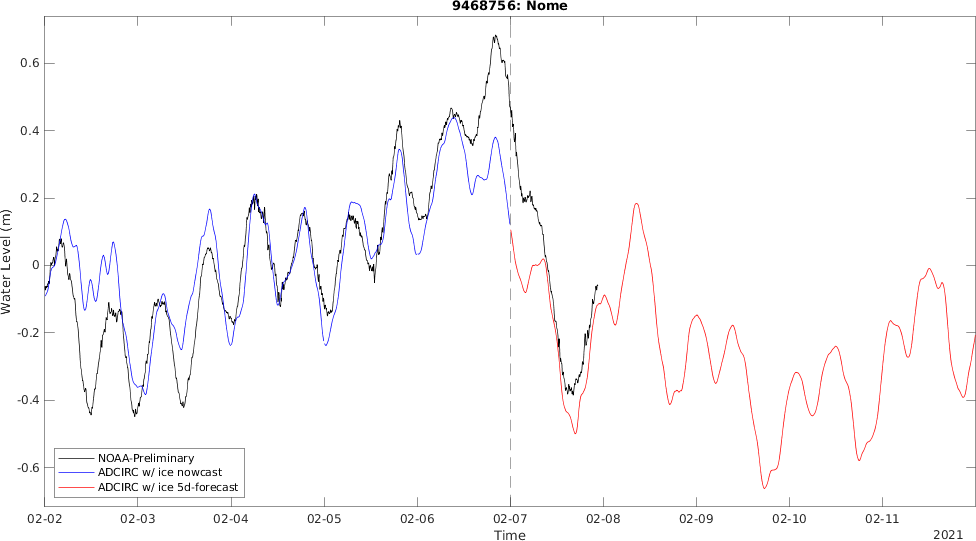 9468756: Nome
Water Level (m)
0.6
0.4
0.2
0
-0.2
-0.4
-0.6
NOAA-Preliminary
ADCIRC w/ ice nowcast
ADCIRC w/ ice 5d-forecast
02-02 02-03 02-04 02-05 02-06 02-07 02-08 02-09 02-10 02-11
Time
2021